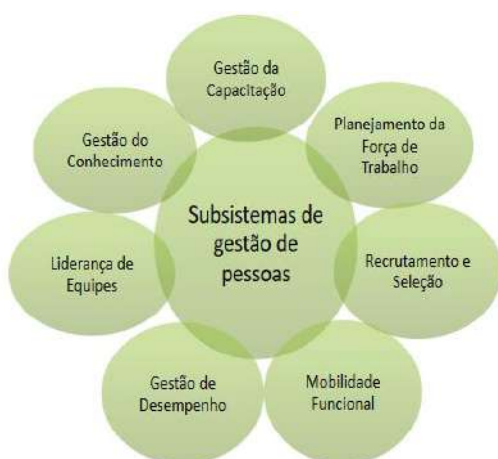 Gestão da
Capacitação
Planejamento da
Força de
Trabalho
Recrutamento e
Seleção
Mobilidade
Funcional
Gestão de
Desempenho
Liderança de
Equipes
Gestão do
Conhecimento
Subsistemas de
gestão de
pessoas